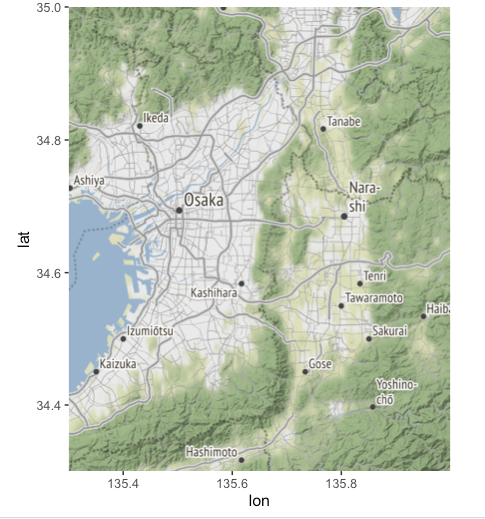 35.0
Ikeda
34.8
Tanabe
Ashiya
Nara-
shi
Osaka
lat
34.6
Tenri
Kashihara
Tawaramoto
Haiba
Izumiōtsu
Sakurai
Kaizuka
Gose
Yoshino-
chō
34.4
Hashimoto
135.4
135.6
135.8
lon